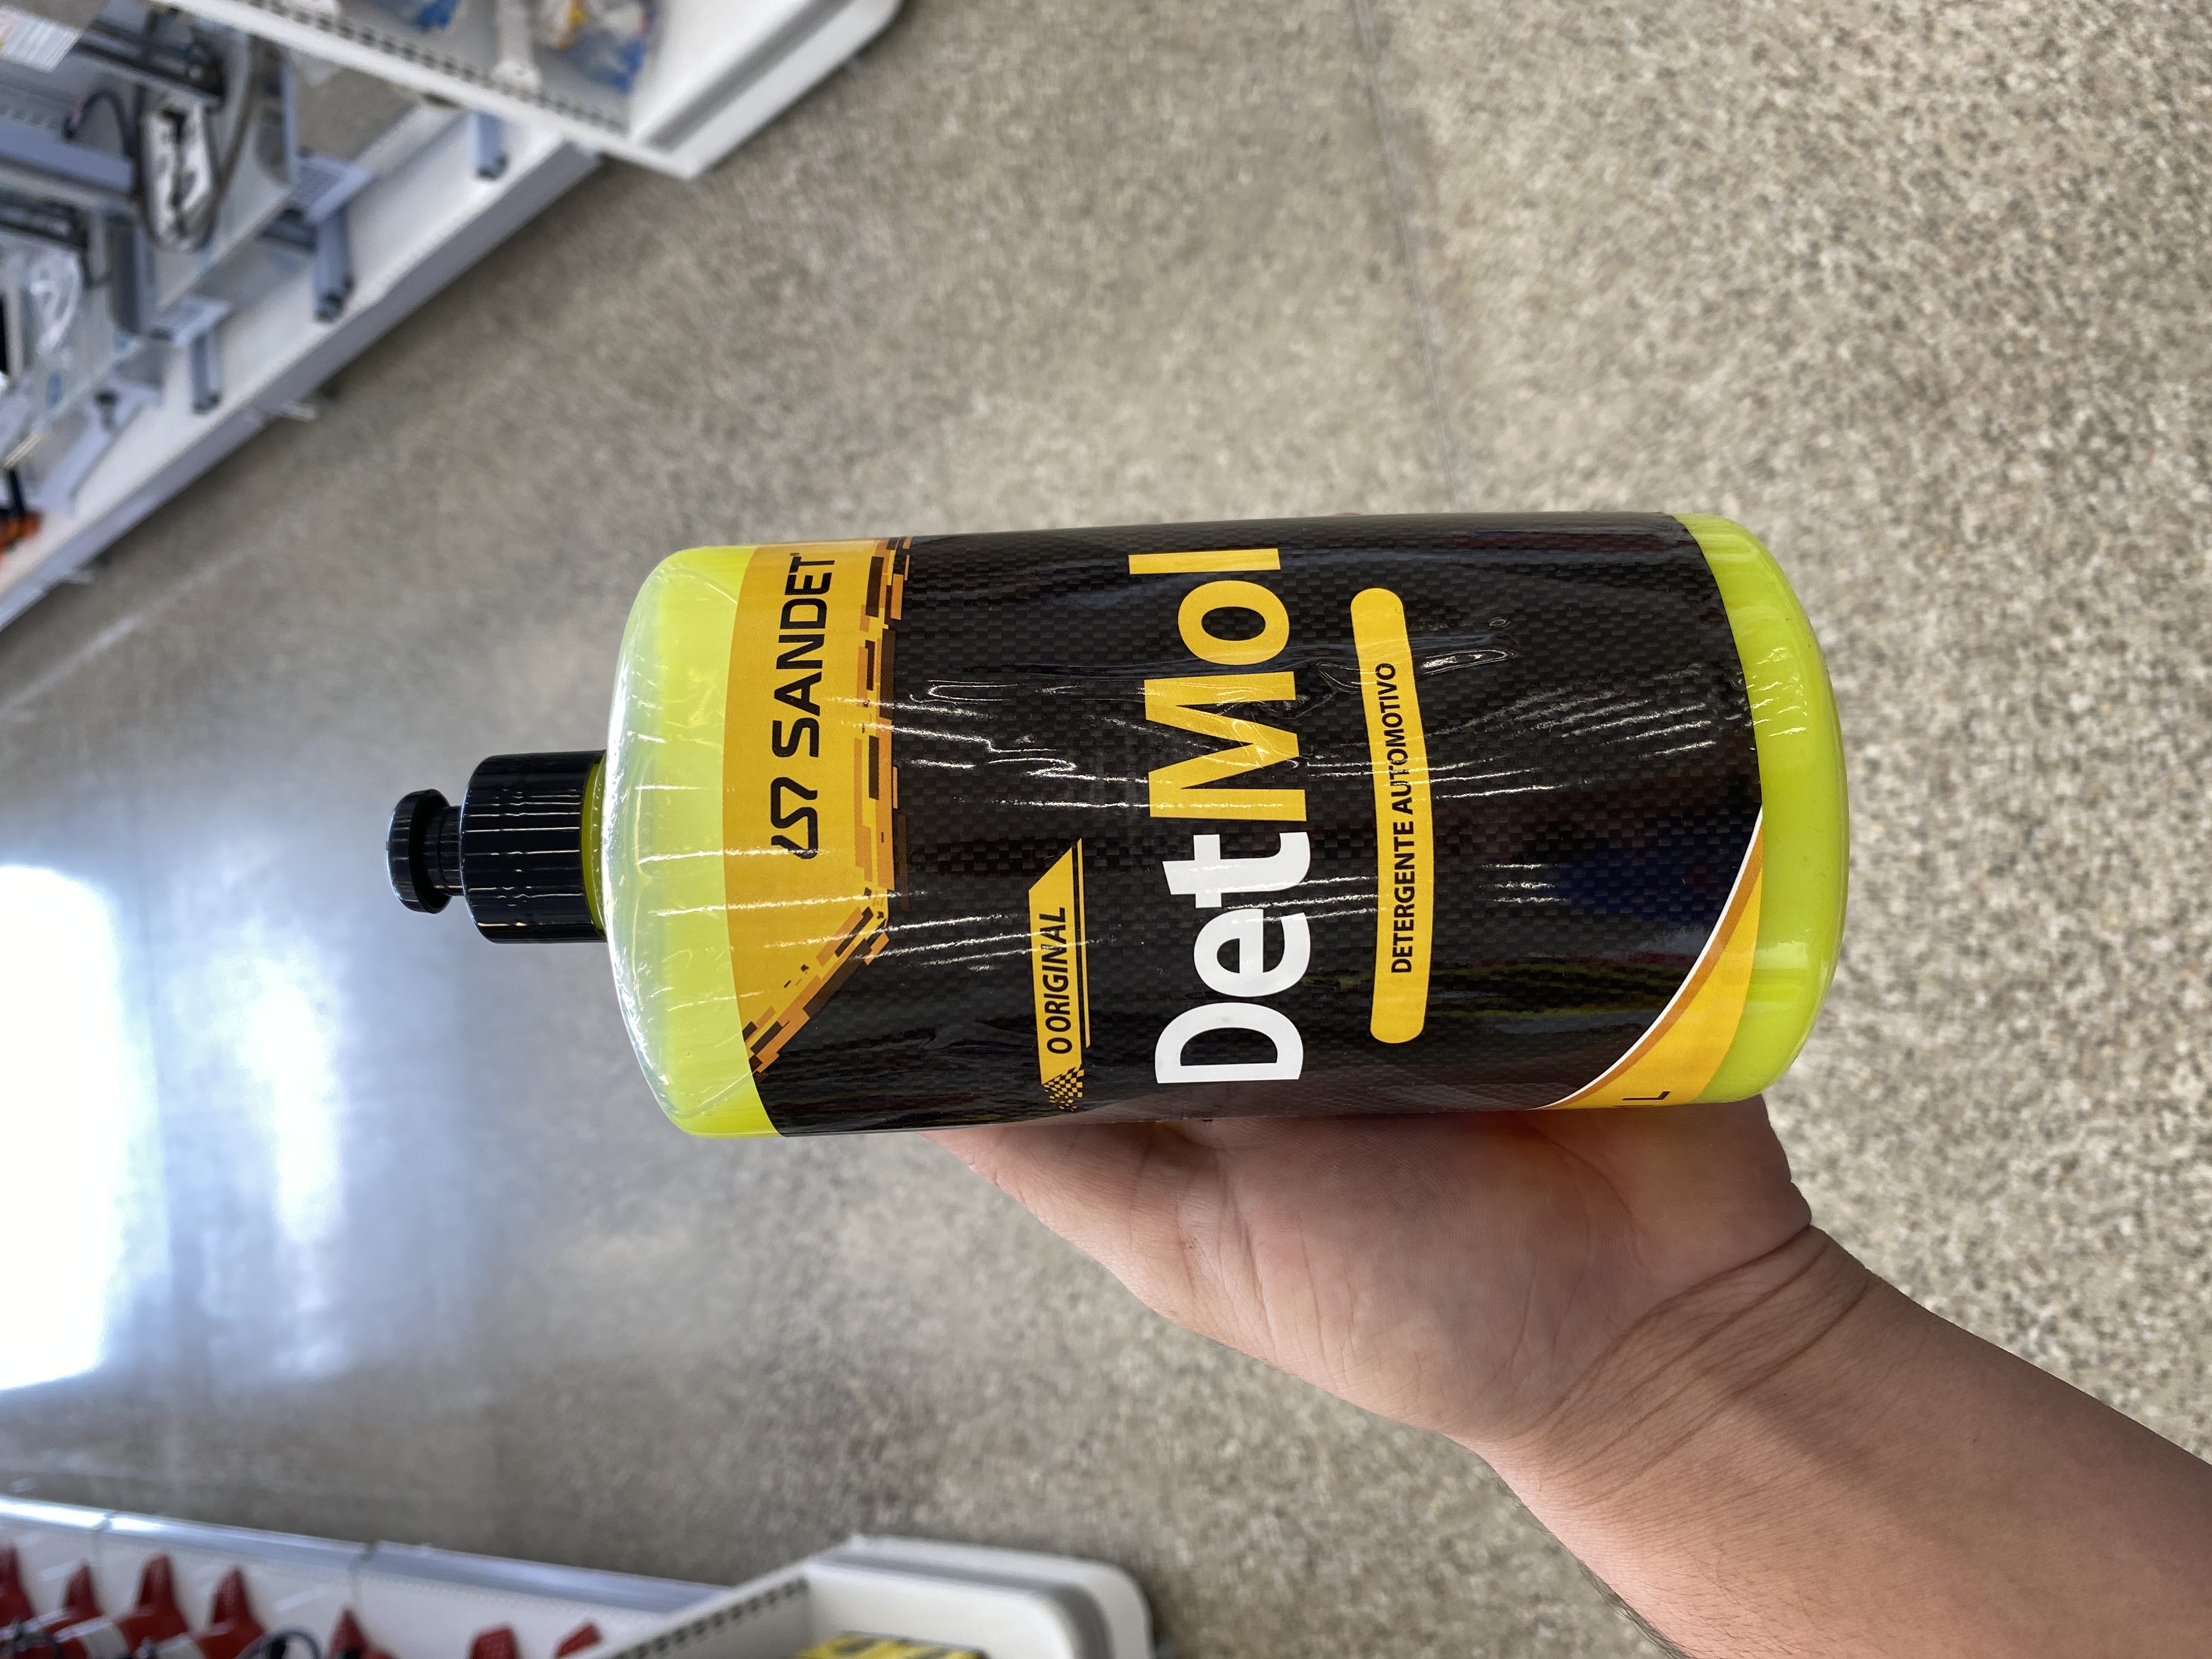 SANDET
O ORIGINAL
DetMol
DETERGENTE AUTOMOTIVO